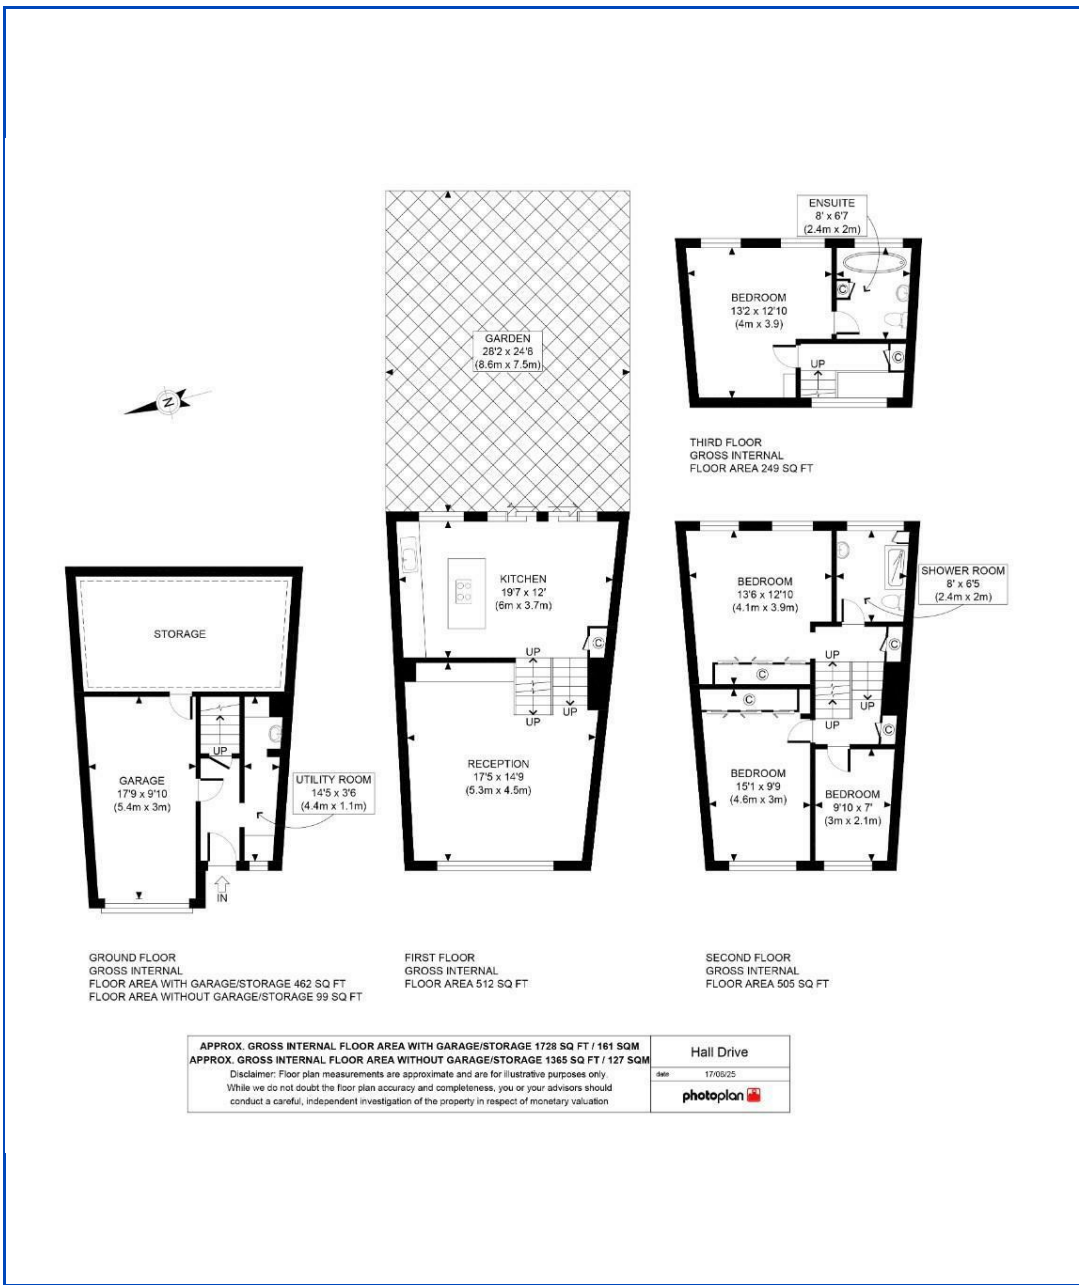 ENSUITE
8' x 6'7
(2.4m x 2m)
BEDROOM
13'2 x 12'10
(4m x 3.9)
C
C
UP
THIRD FLOOR
GROSS INTERNAL
FLOOR AREA 249 SQ FT
GARDEN
28'2 x 24'8
(8.6m x 7.5m)
N
KITCHEN
19'7 x 12'
(6m x 3.7m)
C
UP
UP
UP
RECEPTION
17'5 x 14'9
(5.3m x 4.5m)
FIRST FLOOR
GROSS INTERNAL
FLOOR AREA 512 SQ FT
STORAGE
GARAGE
17'9 x 9'10
(5.4m x 3m)
UP
UTILITY ROOM
14'5 x 3'6
(4.4m x 1.1m)
IN
GROUND FLOOR
GROSS INTERNAL
FLOOR AREA WITH GARAGE/STORAGE 462 SQ FT
FLOOR AREA WITHOUT GARAGE/STORAGE 99 SQ FT
BEDROOM
13'6 x 12'10
(4.1m x 3.9m)
SHOWER ROOM
8' x 6'5
(2.4m x 2m)
C
C
UP
UP
UP
C
C
BEDROOM
15'1 x 9'9
(4.6m x 3m)
BEDROOM
9'10 x 7'
(3m x 2.1m)
SECOND FLOOR
GROSS INTERNAL
FLOOR AREA 505 SQ FT
APPROX. GROSS INTERNAL FLOOR AREA WITH GARAGE/STORAGE 1728 SQ FT / 161 SQM
APPROX. GROSS INTERNAL FLOOR AREA WITHOUT GARAGE/STORAGE 1365 SQ FT / 127 SQM
Disclaimer: Floor plan measurements are approximate and are for illustrative purposes only.
While we do not doubt the floor plan accuracy and completeness, you or your advisors should
conduct a careful, independent investigation of the property in respect of monetary valuation
Hall Drive
date 17/06/25
photoplan